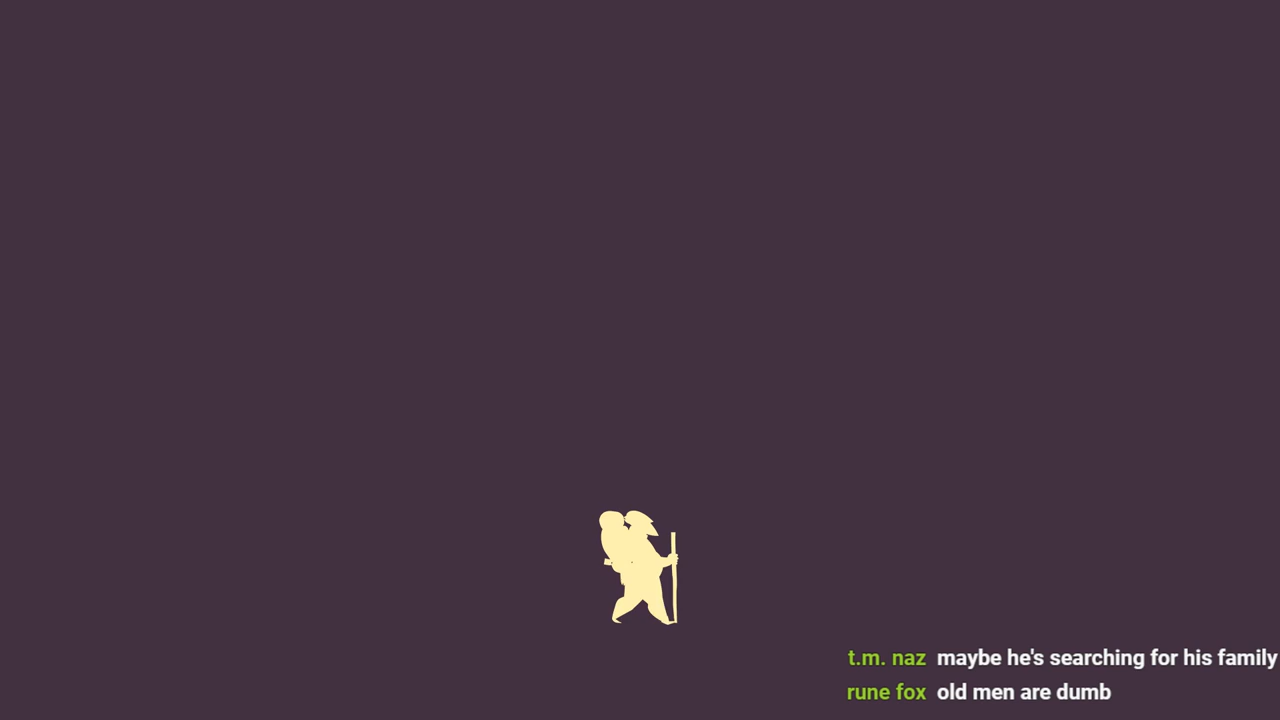 t.m. naz maybe he's searching for his family
rune fox old men are dumb